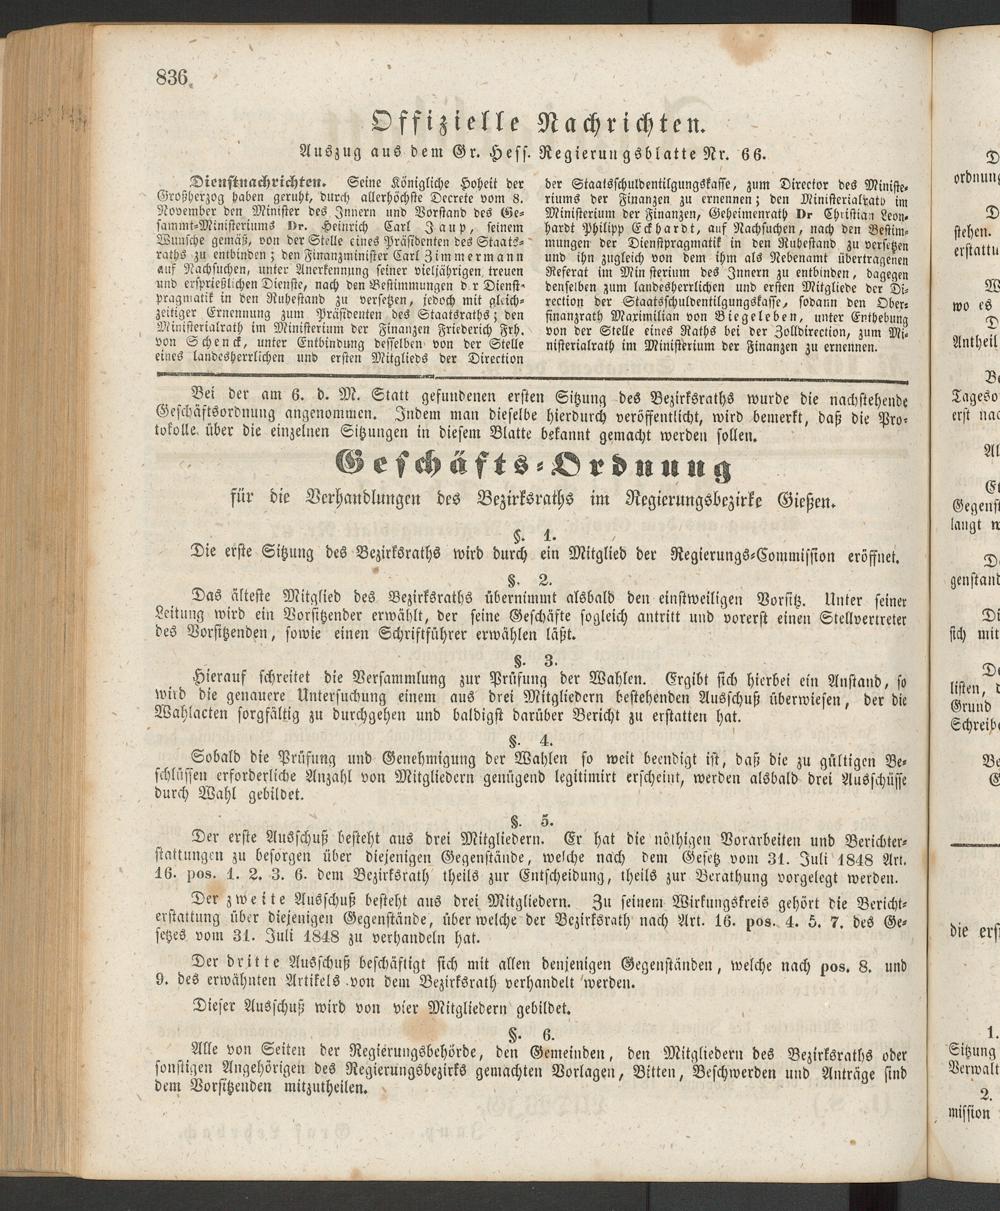 836
Offizielle Nachrichten.
Auszug aus dem Gr. Hess. Regierungsblatte Nr. 66.
Dienstnachrichten. Seine Königliche Hoheit der
Großherzog haben geruht, durch allerhöchste Decrete vom 8.
November den Minister des Innern und Vorstand des Ge-
sammt-Ministeriums Dr. Heinrich Carl Jaup, seinem
Wunsche gemäß, von der Stelle eines Präsidenten des Staats-
raths zu entbinden; den Finanzminister Carl Zimmermann
auf Nachsuchen, unter Anerkennung seiner vieljährigen treuen
und ersprießlichen Dienste, nach den Bestimmungen d.r Dienst-
pragmatik in den Ruhestand zu versetzen, jedoch mit gleich-
zeitiger Ernennung zum Präsidenten des Staatsraths; den
Ministerialrath im Ministerium der Finanzen Friederich Frh.
von Schenck, unter Entbindung desselben von der Stelle
eines landesherrlichen und ersten Mitglieds der Direction
der Staatsschuldentilgungskasse, zum Director des Ministe-
riums der Finanzen zu ernennen; den Ministerialrath im
Ministerium der Finanzen, Geheimenrath Dr Christian Leon-
hardt Philipp Eckhardt, auf Nachsuchen, nach den Bestim-
mungen der Dienstpragmatik in den Ruhestand zu versetzen
und ihn zugleich von dem ihm als Nebenamt übertragenen
Referat im Min sterium des Innern zu entbinden, dagegen
denselben zum landesherrlichen und ersten Mitgliede der Di-
rection der Staatsschuldentilgungskasse, sodann den Ober-
finanzrath Maximilian von Biegeleben, unter Enthebung
von der Stelle eines Raths bei der Zolldirection, zum Mi-
nisterialrath im Ministerium der Finanzen zu ernennen.
Bei der am 6. d. M. Statt gefundenen ersten Sitzung des Bezirksraths wurde die nachstehende
Geschäftsordnung angenommen. Indem man dieselbe hierdurch veröffentlicht, wird bemerkt, daß die Pro-
tokolle über die einzelnen Sitzungen in diesem Blatte bekannt gemacht werden sollen.
Geschäfts-Ordnung
für die Verhandlungen des Bezirksraths im Regierungsbezirke Gießen.
§. 1.
Die erste Sitzung des Bezirksraths wird durch ein Mitglied der Regierungs-Commission eröffnet.
§. 2.
Das älteste Mitglied des Bezirksraths übernimmt alsbald den einstweiligen Vorsitz. Unter seiner
Leitung wird ein Vorsitzender erwählt, der seine Geschäfte sogleich antritt und vorerst einen Stellvertreter
des Vorsitzenden, sowie einen Schriftführer erwählen läßt.
§. 3.
Hierauf schreitet die Versammlung zur Prüfung der Wahlen. Ergibt sich hierbei ein Anstand, so
wird die genauere Untersuchung einem aus drei Mitgliedern bestehenden Ausschuß überwiesen, der die
Wahlacten sorgfältig zu durchgehen und baldigst darüber Bericht zu erstatten hat.
§. 4.
Sobald die Prüfung und Genehmigung der Wahlen so weit beendigt ist, daß die zu gültigen Be-
schlüssen erforderliche Anzahl von Mitgliedern genügend legitimirt erscheint, werden alsbald drei Ausschüsse
durch Wahl gebildet.
§. 5.
Der erste Ausschuß besteht aus drei Mitgliedern. Er hat die nöthigen Vorarbeiten und Berichter-
stattungen zu besorgen über diejenigen Gegenstände, welche nach dem Gesetz vom 31. Juli 1848 Art.
16. pos. 1. 2. 3. 6. dem Bezirksrath theils zur Entscheidung, theils zur Berathung vorgelegt werden.
Der zweite Ausschuß besteht aus drei Mitgliedern. Zu seinem Wirkungskreis gehört die Bericht-
erstattung über diejenigen Gegenstände, über welche der Bezirksrath nach Art. 16. pos. 4. 5. 7. des Ge-
setzes vom 31. Juli 1848 zu verhandeln hat.
Der dritte Ausschuß beschäftigt sich mit allen denjenigen Gegenständen, welche nach pos. 8. und
9. des erwähnten Artikels von dem Bezirksrath verhandelt werden.
Dieser Ausschuß wird von vier Mitgliedern gebildet.
§. 6.
Alle von Seiten der Regierungsbehörde, den Gemeinden, den Mitgliedern des Bezirksraths oder
sonstigen Angehörigen des Regierungsbezirks gemachten Vorlagen, Bitten, Beschwerden und Anträge sind
dem Vorsitzenden mitzutheilen.